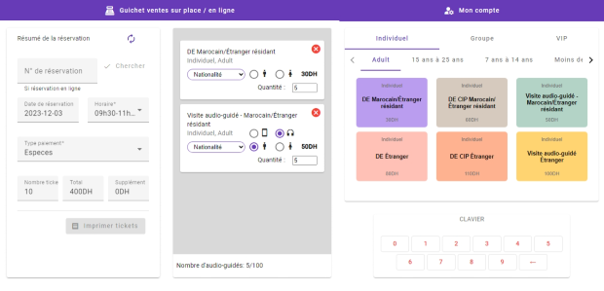 Guichet ventes sur place / en ligne
Mon compte
Résumé de la réservation
N° de réservation
Chercher
Si réservation en ligne
Date de réservation
2023-12-03
Horaire*
09h30-11h...
Type paiement*
Especes
Nombre ticke
10
Total
400DH
Supplément
0DH
Imprimer tickets
DE Marocain/Étranger résidant
Individuel, Adult
Nationalité
30DH
Quantité : 5
Visite audio-guidé - Marocain/Étranger
résidant
Individuel, Adult
Nationalité
50DH
Quantité : 5
Nombre d'audio-guidés: 5/100
Individuel
Groupe
VIP
Adult
15 ans à 25 ans
7 ans à 14 ans
Moins de
Individuel
DE Marocain/Étranger
résidant
30DH
Individuel
DE CIP Marocain/
Étranger résidant
Individuel
Visite audio-guidé -
Marocain/Étranger
résidant
50DH
Individuel
DE Étranger
Individuel
DE CIP Étranger
Individuel
Visite audio-guidé
Étranger
CLAVIER
0
1
2
3
4
5
6
7
8
9
←